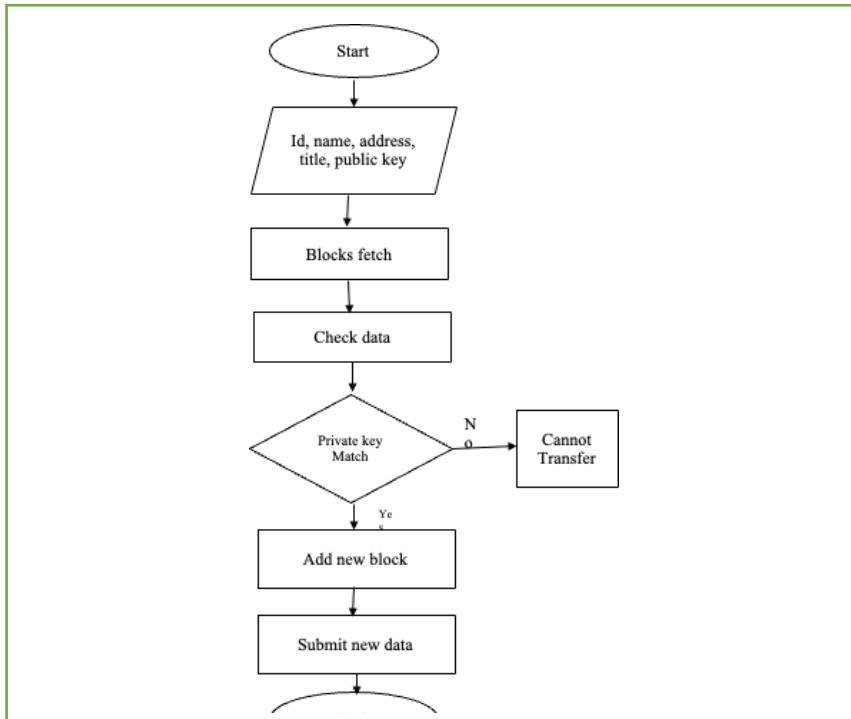 Start
Id, name, address,
title, public key
Blocks fetch
Check data
Private key
Match
N
o
Cannot
Transfer
Ye
s
Add new block
Submit new data